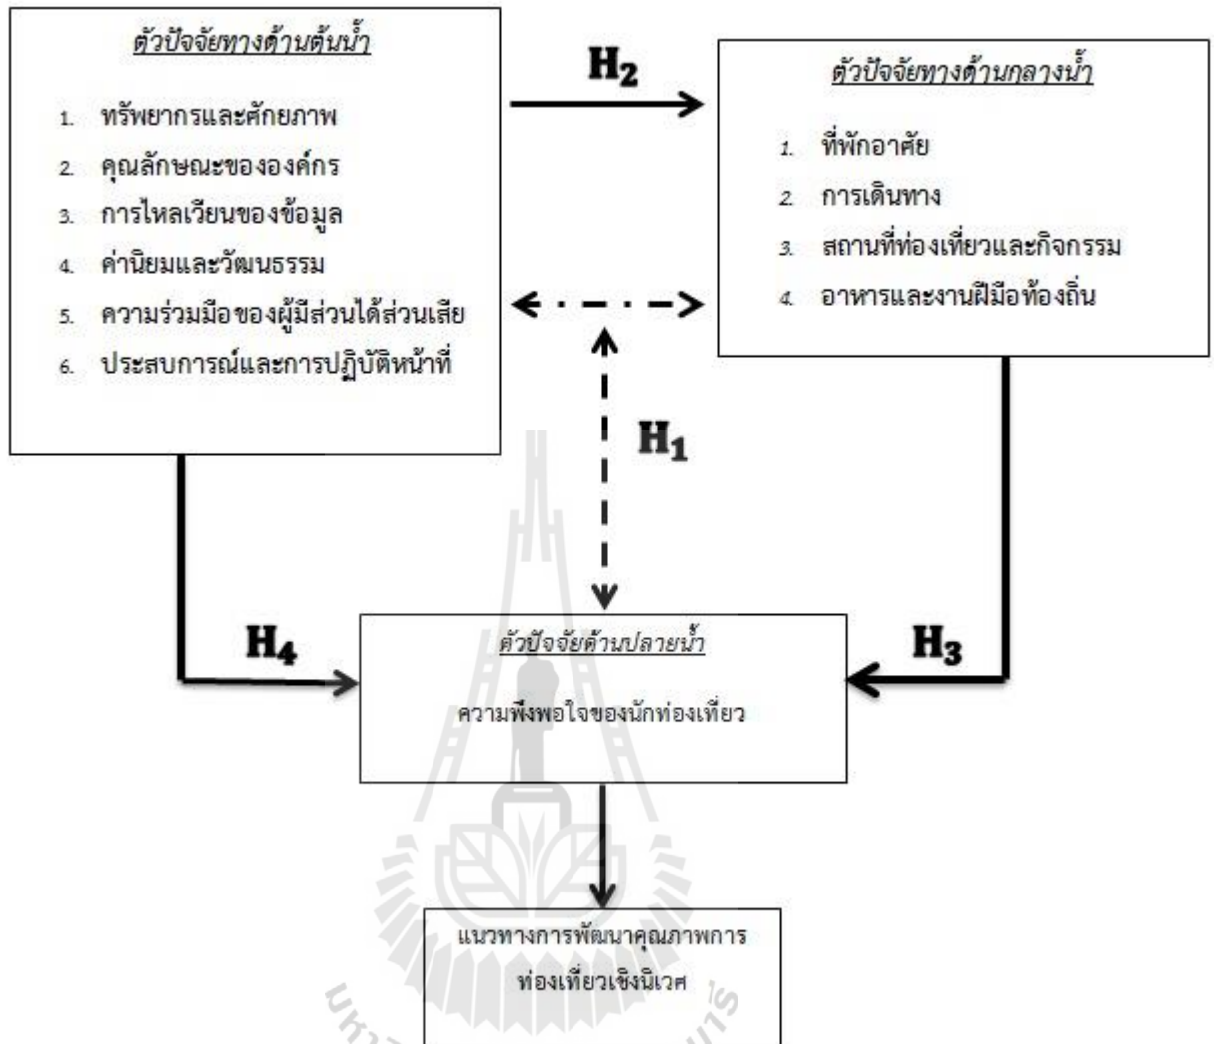 ตัวปัจจัยทางด้านต้นน้ำ
1. ทรัพยากรและศักยภาพ
2. คุณลักษณะขององค์กร
3. การไหลเวียนของข้อมูล
4. ค่านิยมและวัฒนธรรม
5. ความร่วมมือของผู้มีส่วนได้ส่วนเสีย
6. ประสบการณ์และการปฏิบัติหน้าที่
H2
ตัวปัจจัยทางด้านกลางน้ำ
1. ที่พักอาศัย
2. การเดินทาง
3. สถานที่ท่องเที่ยวและกิจกรรม
4. อาหารและงานฝีมือท้องถิ่น
H1
H4
H3
ตัวปัจจัยด้านปลายน้ำ
ความพึงพอใจของนักท่องเที่ยว
แนวทางการพัฒนาคุณภาพการ
ท่องเที่ยวเชิงนิเวศ